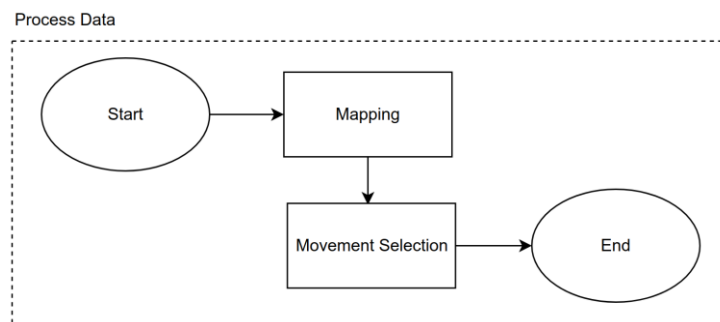 Process Data
Start
Mapping
Movement Selection
End